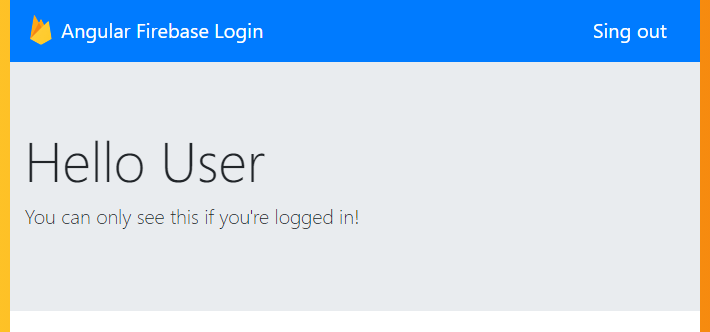 Angular Firebase Login
Sing out
Hello User
You can only see this if you're logged in!